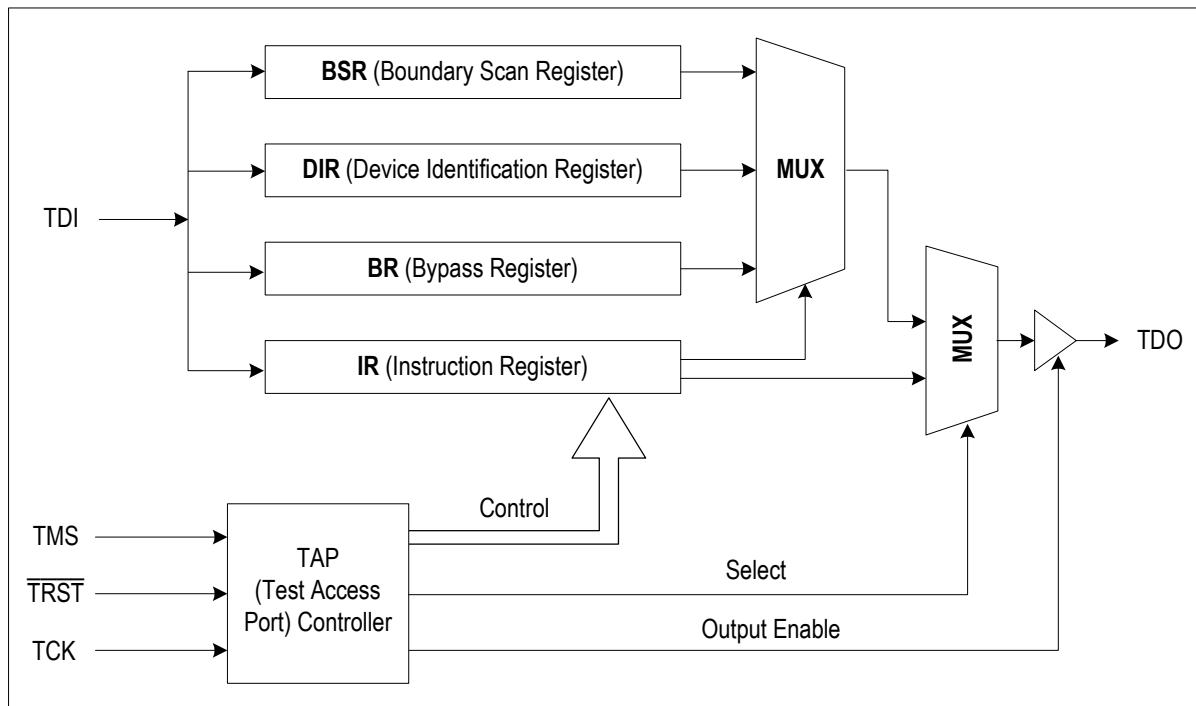 BSR (Boundary Scan Register)
DIR (Device Identification Register)
MUX
TDI
BR (Bypass Register)
MUX
TDO
IR (Instruction Register)
Control
TMS
TAP
(Test Access
Port) Controller
Select
T̅R̅S̅T̅
Output Enable
TCK